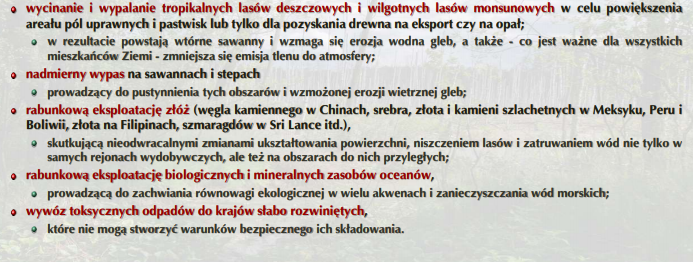 wycinanie i wypalanie tropikalnych lasów deszczowych i wilgotnych lasów monsunowych w celu powiększenia
areału pól uprawnych i pastwisk lub tylko dla pozyskania drewna na eksport czy na opał;
w rezultacie powstają wtórne sawanny i wzmaga się erozja wodna gleb, a także - co jest ważne dla wszystkich
mieszkańców Ziemi - zmniejsza się emisja tlenu do atmosfery;
nadmierny wypas na sawannach i stepach
prowadzący do pustynnienia tych obszarów i wzmożonej erozji wietrznej gleb;
rabunkową eksploatację złóż (węgla kamiennego w Chinach, srebra, złota i kamieni szlachetnych w Meksyku, Peru i
Boliwii, złota na Filipinach, szmaragdów w Sri Lance itd.),
skutkującą nieodwracalnymi zmianami ukształtowania powierzchni, niszczeniem lasów i zatruwaniem wód nie tylko w
samych rejonach wydobywczych, ale też na obszarach do nich przyległych;
rabunkową eksploatację biologicznych i mineralnych zasobów oceanów,
prowadzącą do zachwiania równowagi ekologicznej w wielu akwenach i zanieczyszczania wód morskich;
wywóz toksycznych odpadów do krajów słabo rozwiniętych,
które nie mogą stworzyć warunków bezpiecznego ich składowania.